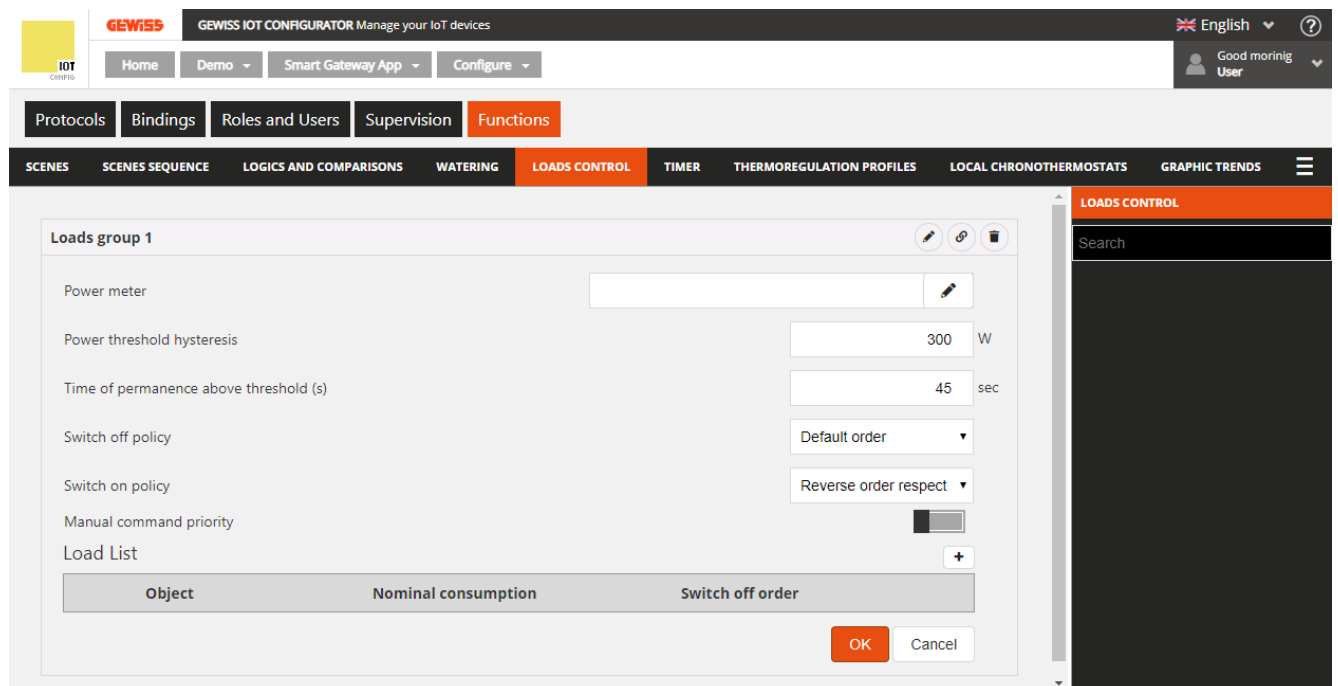 GEWISS GEWISS IOT CONFIGURATOR Manage your IoT devices English
IOT
CONFIG
Home Demo Smart Gateway App Configure
Good morinig
User
Protocols Bindings Roles and Users Supervision Functions
SCENES SCENES SEQUENCE LOGICS AND COMPARISONS WATERING LOADS CONTROL TIMER THERMOREGULATION PROFILES LOCAL CHRONOTHERMOSTATS GRAPHIC TRENDS
LOADS CONTROL
Search
Loads group 1
Power meter
Power threshold hysteresis 300 W
Time of permanence above threshold (s) 45 sec
Switch off policy Default order
Switch on policy Reverse order respect
Manual command priority
Load List +
Object Nominal consumption Switch off order
OK Cancel